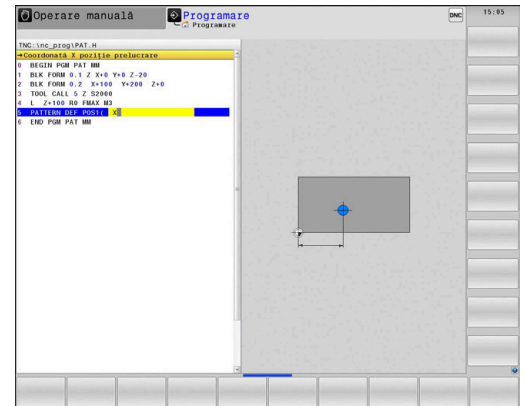 Operare manuală
Programare
Programare
DNC
15:05
TNC:\nc_prog\PAT.H
→Coordonată X poziție prelucrare
0 BEGIN PGM PAT MM
1 BLK FORM 0.1 Z X+0 Y+0 Z-20
2 BLK FORM 0.2 X+100 Y+200 Z+0
3 TOOL CALL 5 Z S2000
4 L Z+100 R0 FMAX M3
5 PATTERN DEF POS1( X
6 END PGM PAT MM